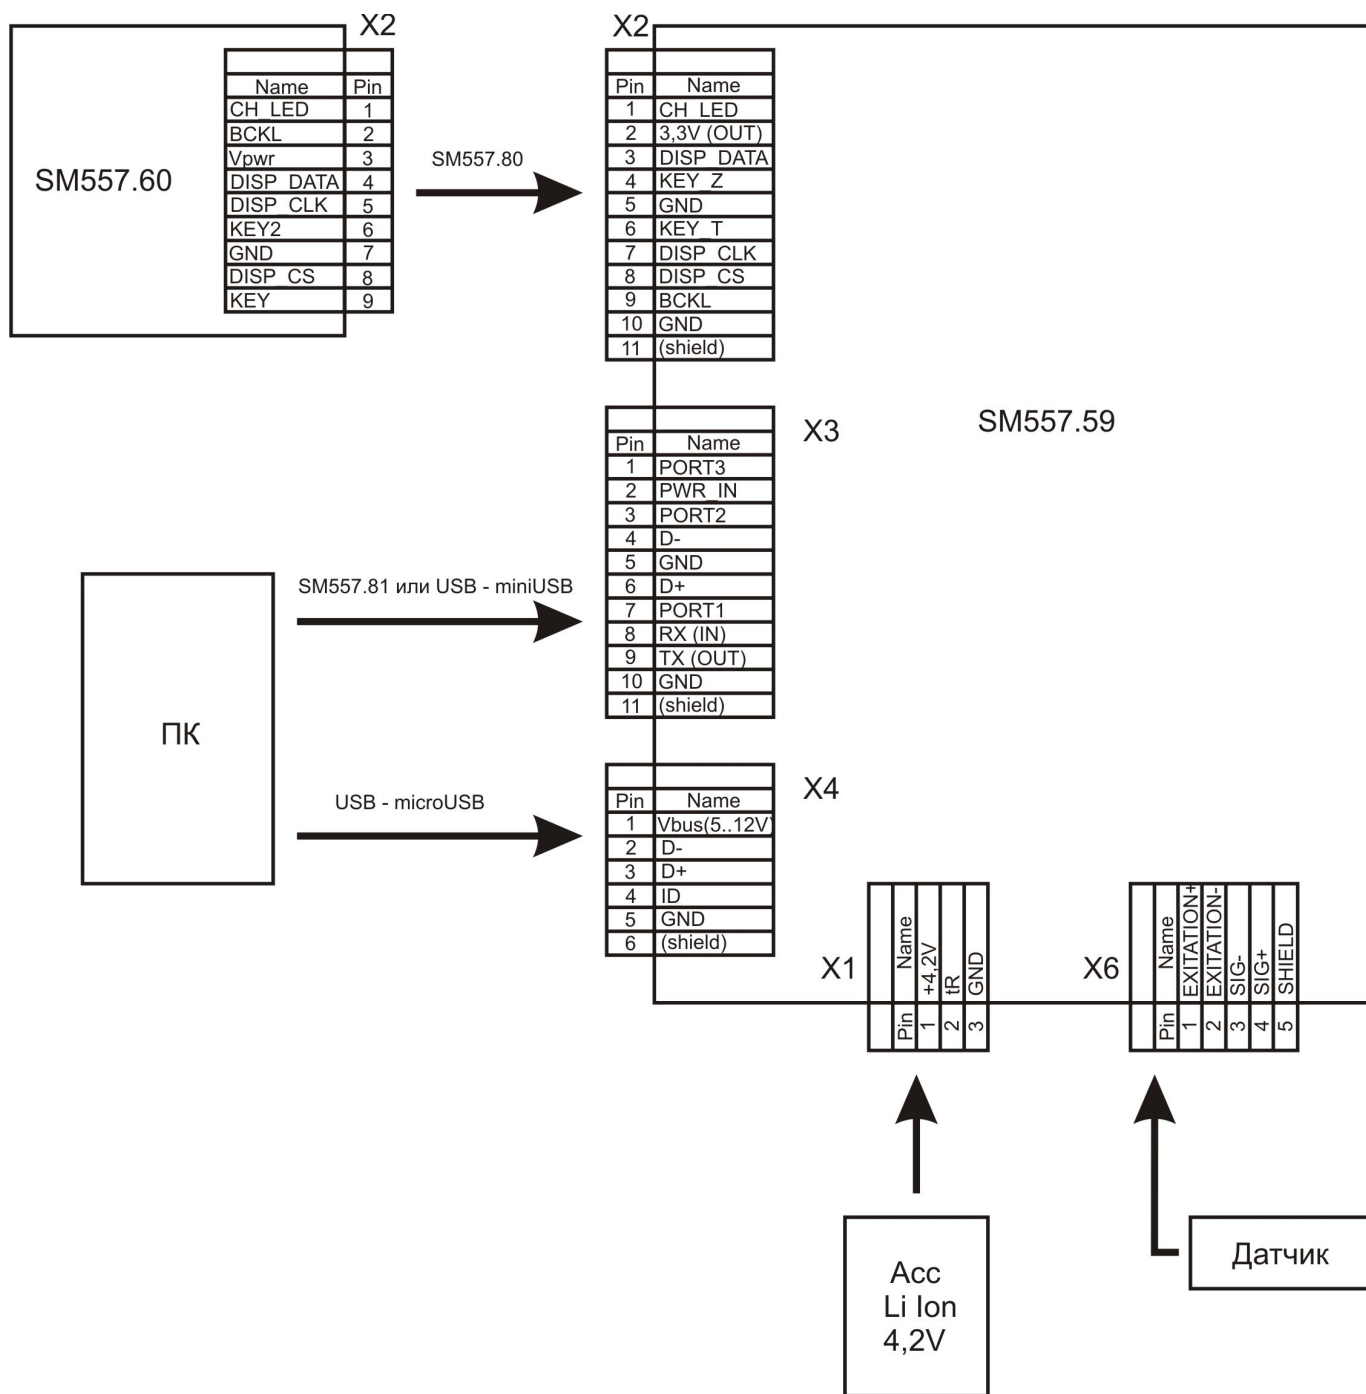 X2
Name Pin
CH_LED 1
BCKL 2
Vpwr 3
DISP_DATA 4
DISP_CLK 5
KEY2 6
GND 7
DISP_CS 8
KEY 9
SM557.60
SM557.80
X2
Pin Name
1 CH_LED
2 3,3V (OUT)
3 DISP_DATA
4 KEY_Z
5 GND
6 KEY_T
7 DISP_CLK
8 DISP_CS
9 BCKL
10 GND
11 (shield)
SM557.59
X3
Pin Name
1 PORT3
2 PWR_IN
3 PORT2
4 D-
5 GND
6 D+
7 PORT1
8 RX (IN)
9 TX (OUT)
10 GND
11 (shield)
SM557.81 или USB - miniUSB
ПК
USB - microUSB
X4
Pin Name
1 Vbus(5..12V)
2 D-
3 D+
4 ID
5 GND
6 (shield)
X1
Pin Name
1 +4,2V
2 tR
3 GND
X6
Pin Name
1 EXITATION+
2 EXITATION-
3 SIG-
4 SIG+
5 SHIELD
Acc
Li Ion
4,2V
Датчик